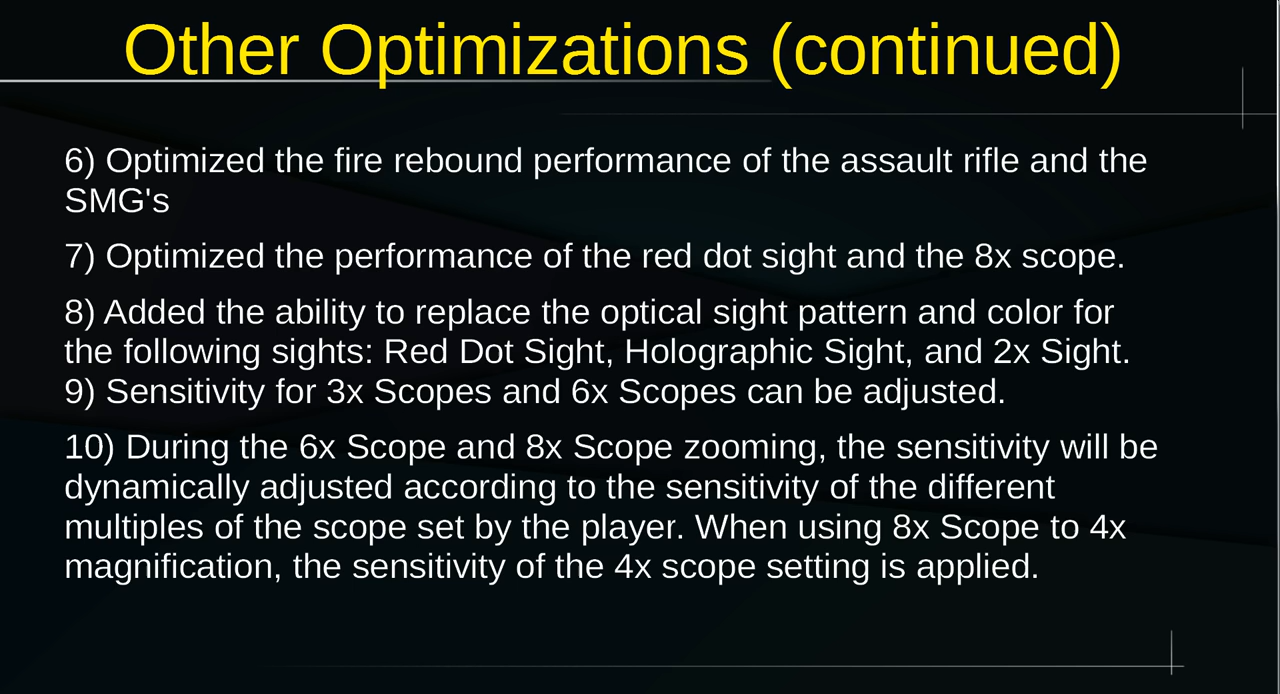 Other Optimizations (continued)
6) Optimized the fire rebound performance of the assault rifle and the
SMG's
7) Optimized the performance of the red dot sight and the 8x scope.
8) Added the ability to replace the optical sight pattern and color for
the following sights: Red Dot Sight, Holographic Sight, and 2x Sight.
9) Sensitivity for 3x Scopes and 6x Scopes can be adjusted.
10) During the 6x Scope and 8x Scope zooming, the sensitivity will be
dynamically adjusted according to the sensitivity of the different
multiples of the scope set by the player. When using 8x Scope to 4x
magnification, the sensitivity of the 4x scope setting is applied.